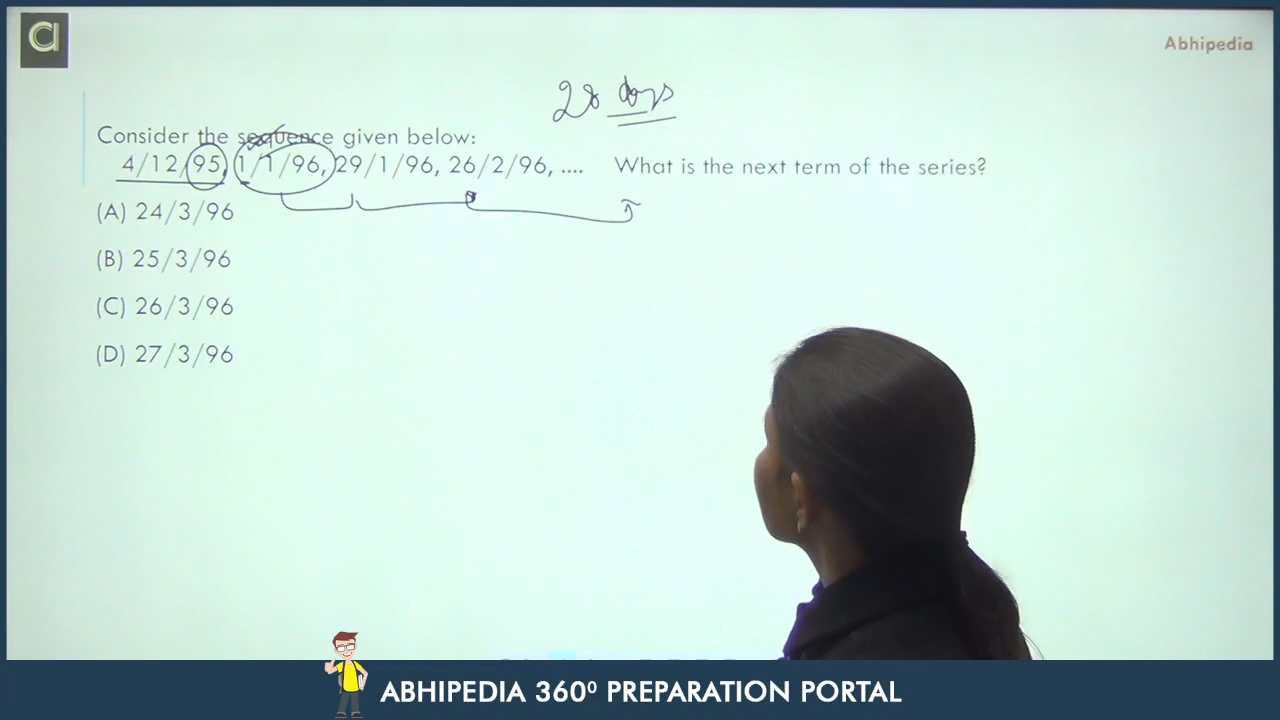 Abhipedia
28 days
Consider the sequence given below:
4/12/95, 1/1/96, 29/1/96, 26/2/96, .... What is the next term of the series?
(A) 24/3/96
(B) 25/3/96
(C) 26/3/96
(D) 27/3/96
ABHIPEDIA 360⁰ PREPARATION PORTAL